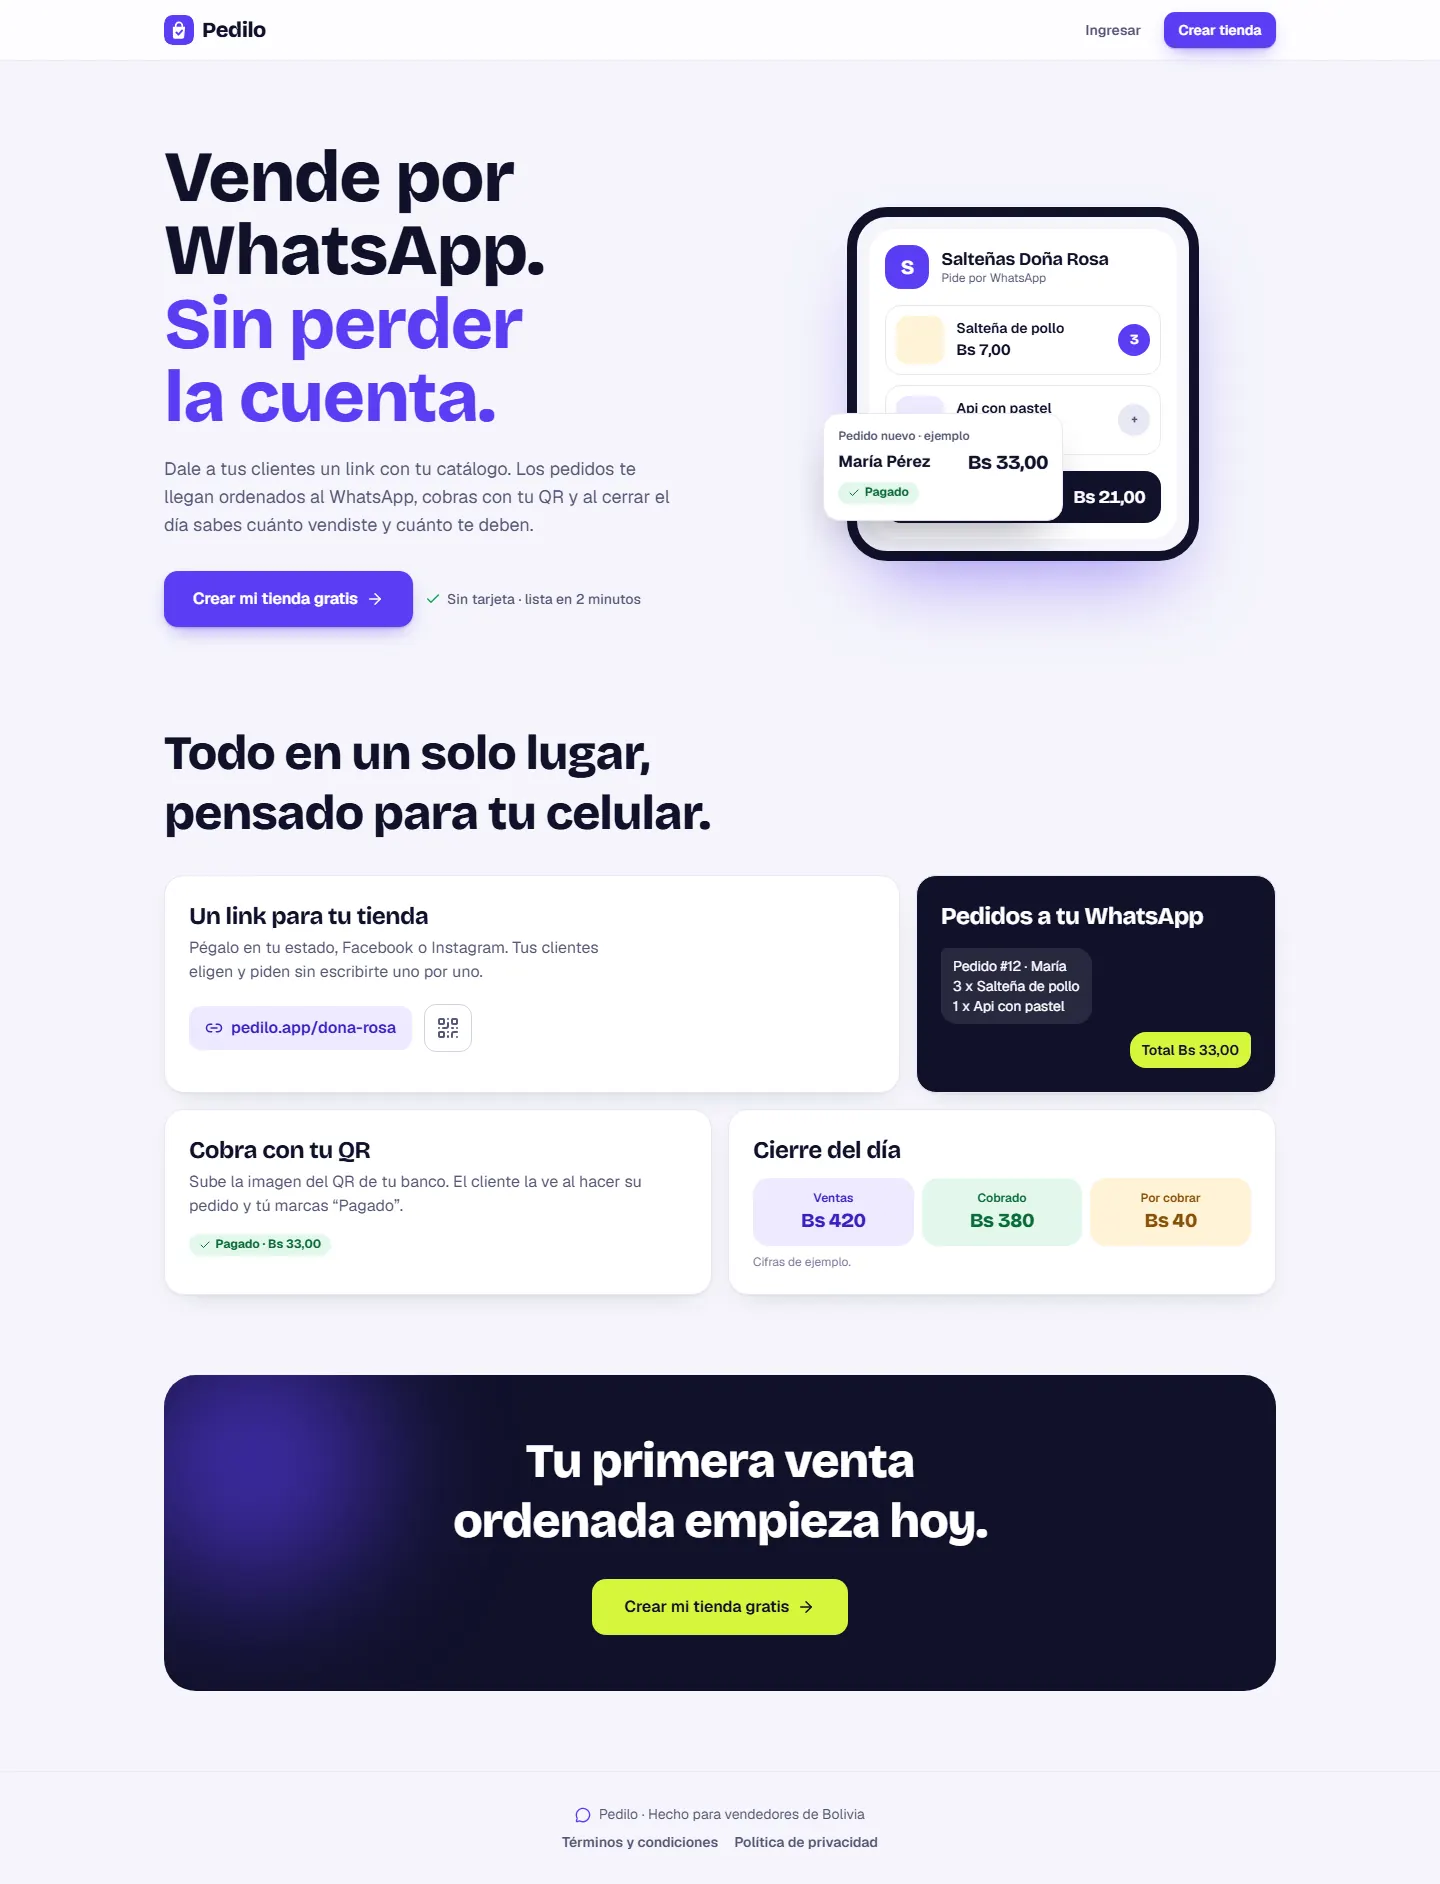 Pedilo
Ingresar
Crear tienda
Vende por
WhatsApp.
Sin perder
la cuenta.
Dale a tus clientes un link con tu catálogo. Los pedidos te
llegan ordenados al WhatsApp, cobras con tu QR y al cerrar el
día sabes cuánto vendiste y cuánto te deben.
Crear mi tienda gratis
Sin tarjeta · lista en 2 minutos
S
Salteñas Doña Rosa
Pide por WhatsApp
Salteña de pollo
Bs 7,00
3
Api con pastel
+
Pedido nuevo · ejemplo
María Pérez
Bs 33,00
Pagado
Bs 21,00
Todo en un solo lugar,
pensado para tu celular.
Un link para tu tienda
Pégalo en tu estado, Facebook o Instagram. Tus clientes
eligen y piden sin escribirte uno por uno.
pedilo.app/dona-rosa
Pedidos a tu WhatsApp
Pedido #12 · María
3 x Salteña de pollo
1 x Api con pastel
Total Bs 33,00
Cobra con tu QR
Sube la imagen del QR de tu banco. El cliente la ve al hacer su
pedido y tú marcas “Pagado”.
Pagado · Bs 33,00
Cierre del día
Ventas
Bs 420
Cobrado
Bs 380
Por cobrar
Bs 40
Cifras de ejemplo.
Tu primera venta
ordenada empieza hoy.
Crear mi tienda gratis
Pedilo · Hecho para vendedores de Bolivia
Términos y condiciones
Política de privacidad